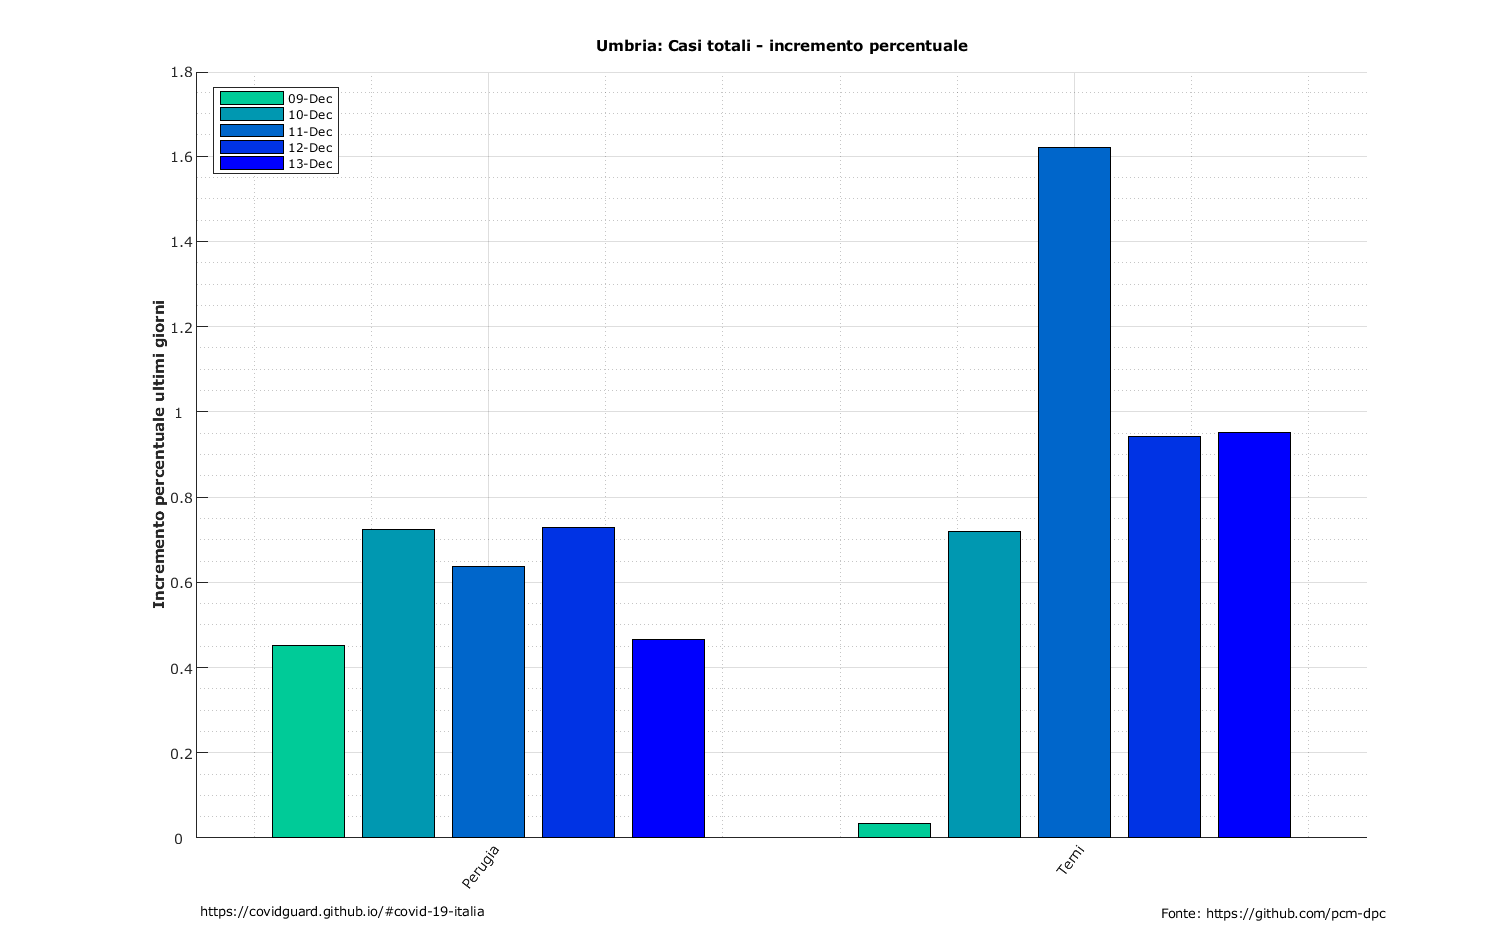 Umbria: Casi totali - incremento percentuale
1.8
1.6
1.4
1.2
1
0.8
0.6
0.4
0.2
0
Incremento percentuale ultimi giorni
09-Dec
10-Dec
11-Dec
12-Dec
13-Dec
Perugia
Terni
https://covidguard.github.io/#covid-19-italia
Fonte: https://github.com/pcm-dpc